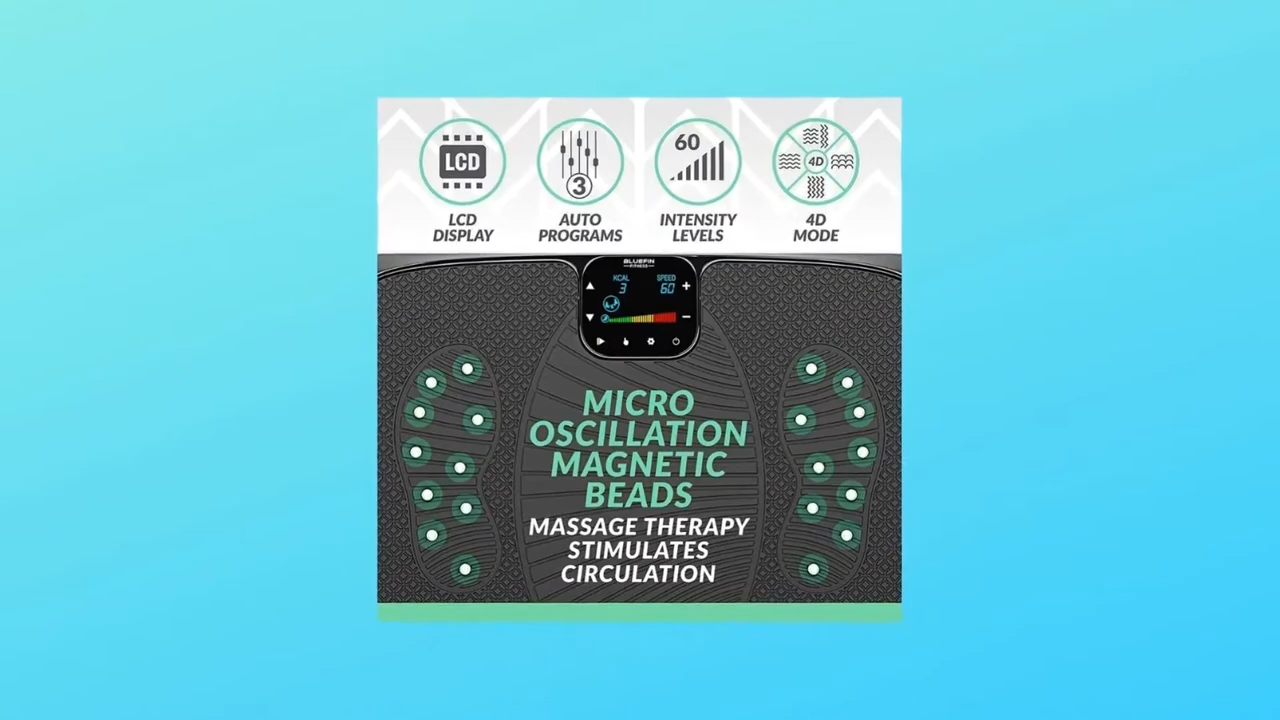 LCD
3
60
4D
LCD
DISPLAY
AUTO
PROGRAMS
INTENSITY
LEVELS
4D
MODE
BLUEFIN
FITNESS
KCAL SPEED
3 60
MICRO
OSCILLATION
MAGNETIC
BEADS
MASSAGE THERAPY
STIMULATES
CIRCULATION